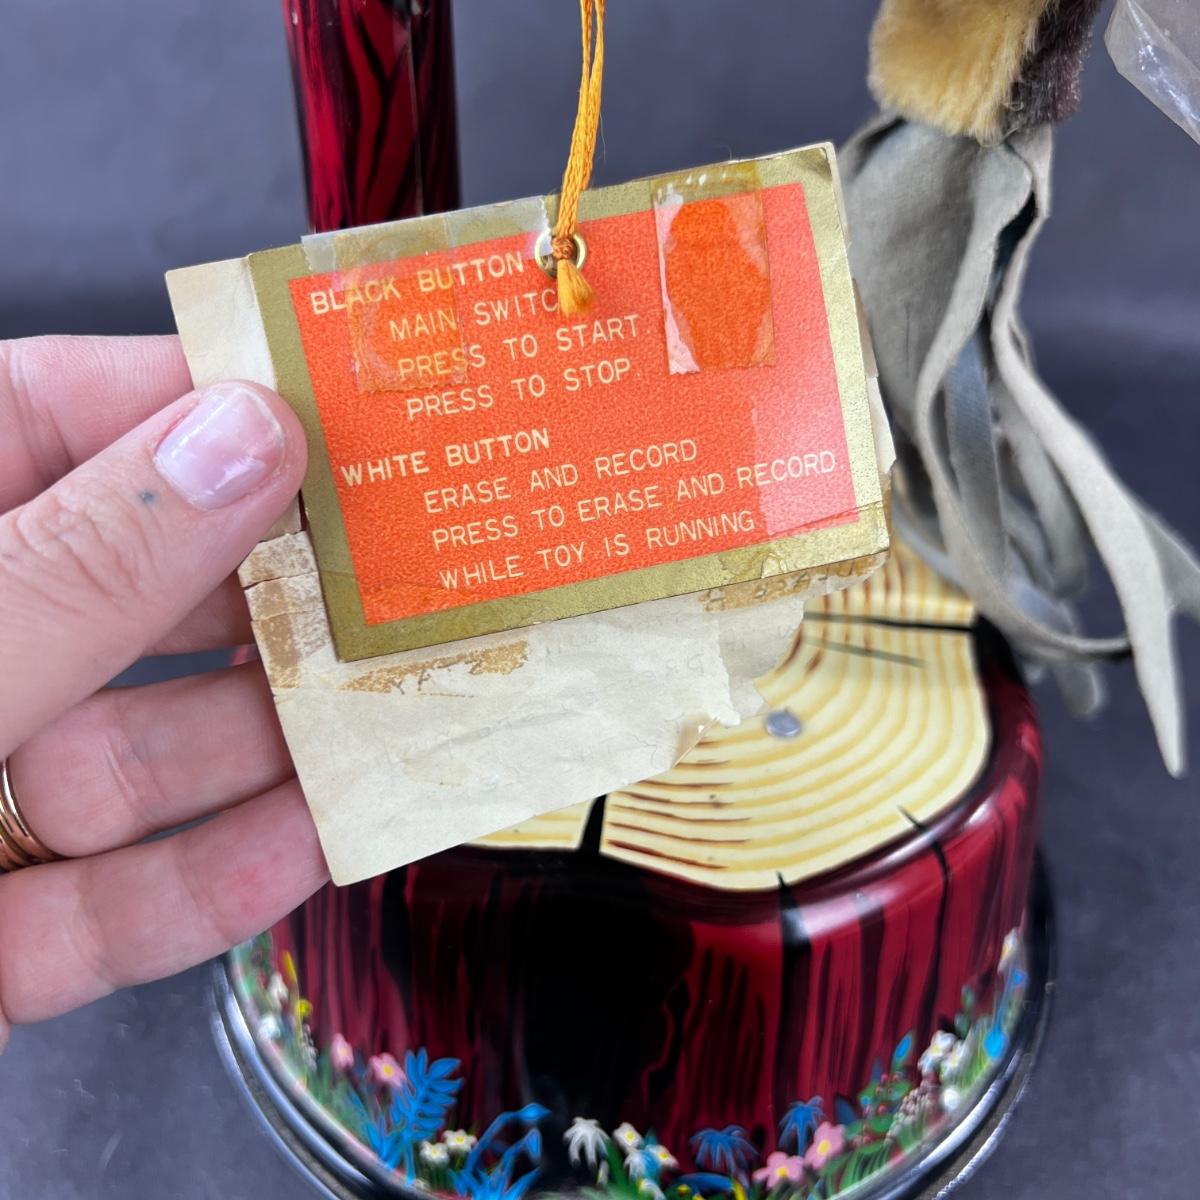 BLACK BUTTON
MAIN SWITC
PRESS TO START
PRESS TO STOP
WHITE BUTTON
ERASE AND RECORD
PRESS TO ERASE AND RECORD
WHILE TOY IS RUNNING